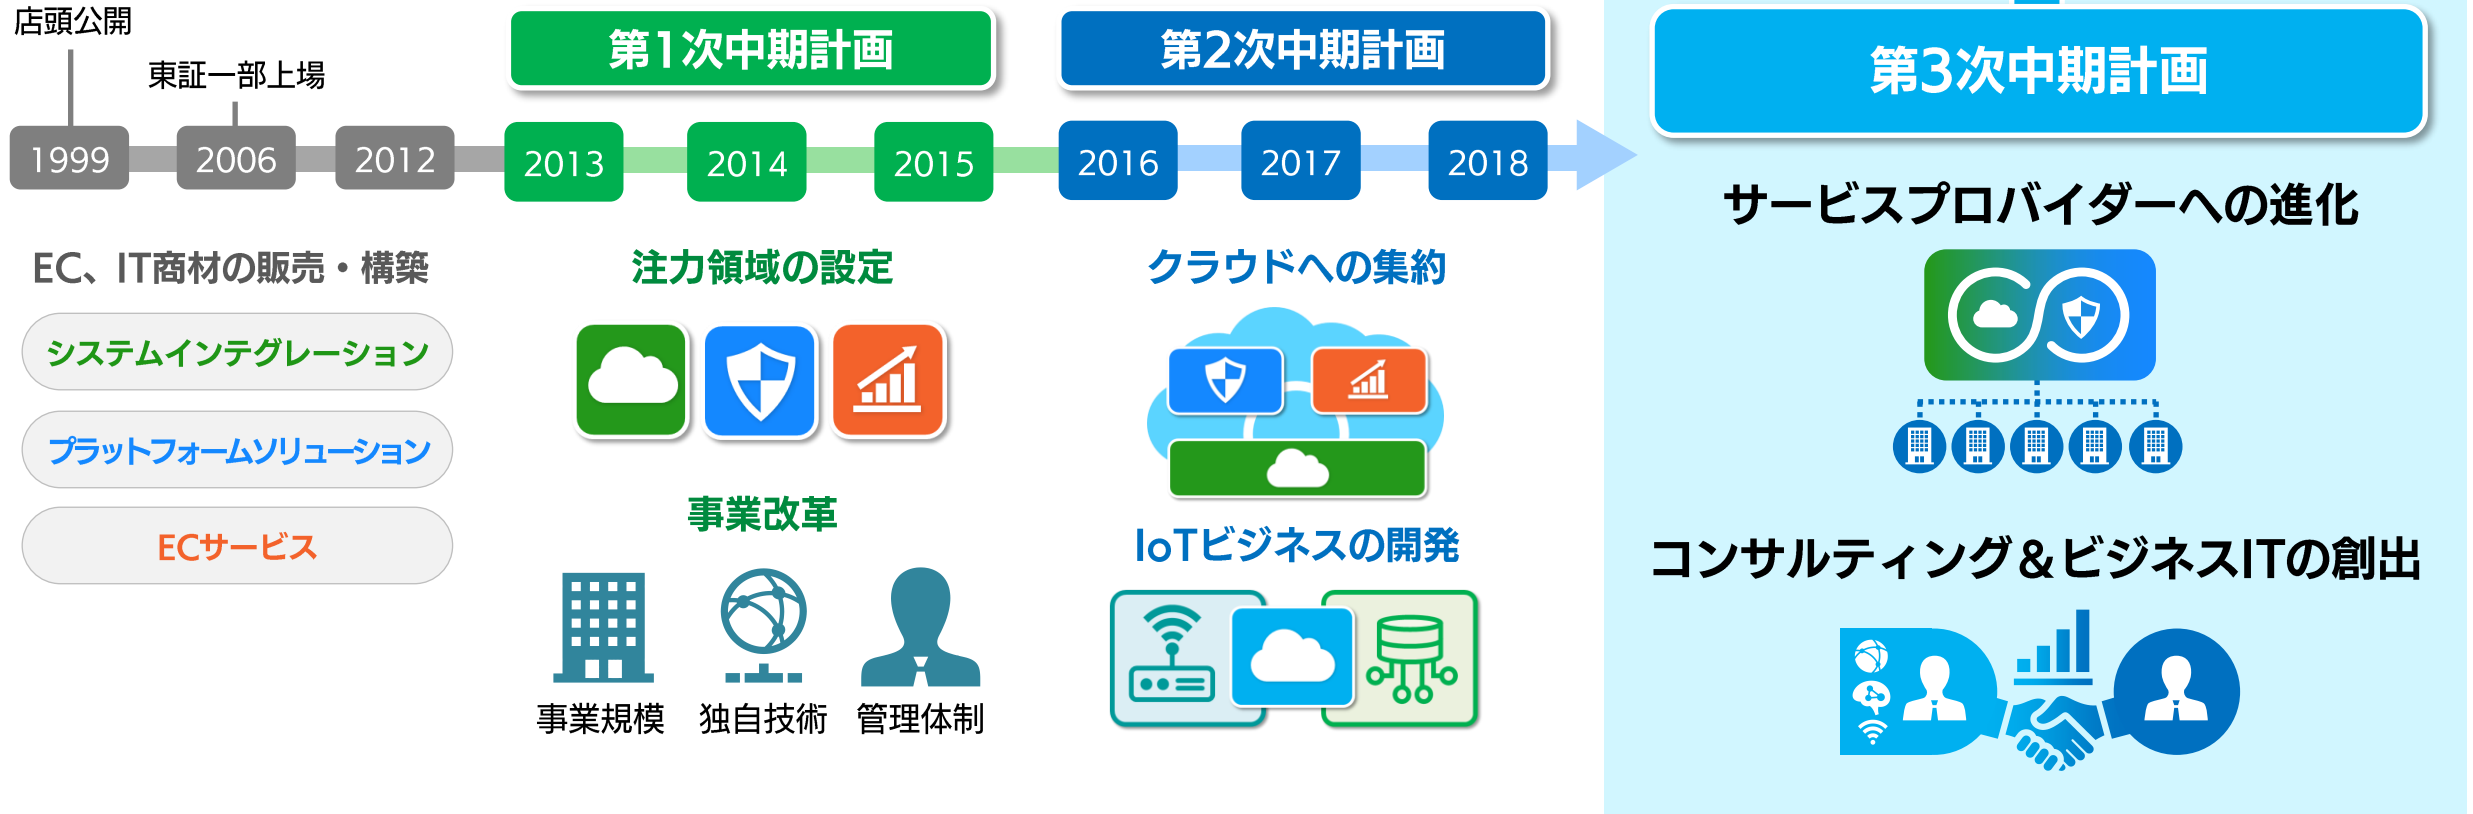 店頭公開
東証一部上場
1999
2006
2012
EC、IT商材の販売・構築
システムインテグレーション
プラットフォームソリューション
ECサービス
第1次中期計画
2013
2014
2015
注力領域の設定
事業改革
事業規模
独自技術
管理体制
第2次中期計画
2016
2017
2018
クラウドへの集約
IoTビジネスの開発
第3次中期計画
サービスプロバイダーへの進化
コンサルティング＆ビジネスITの創出